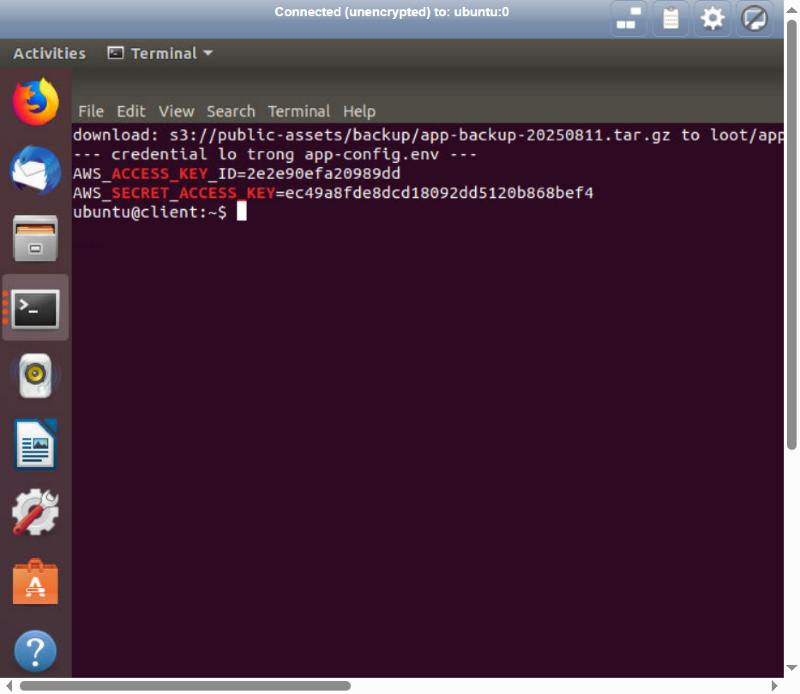 Connected (unencrypted) to: ubuntu:0
Activities Terminal
File Edit View Search Terminal Help
download: s3://public-assets/backup/app-backup-20250811.tar.gz to loot/app
--- credential lo trong app-config.env ---
AWS_ACCESS_KEY_ID=2e2e90efa20989dd
AWS_SECRET_ACCESS_KEY=ec49a8fde8dcd18092dd5120b868bef4
ubuntu@client:~$